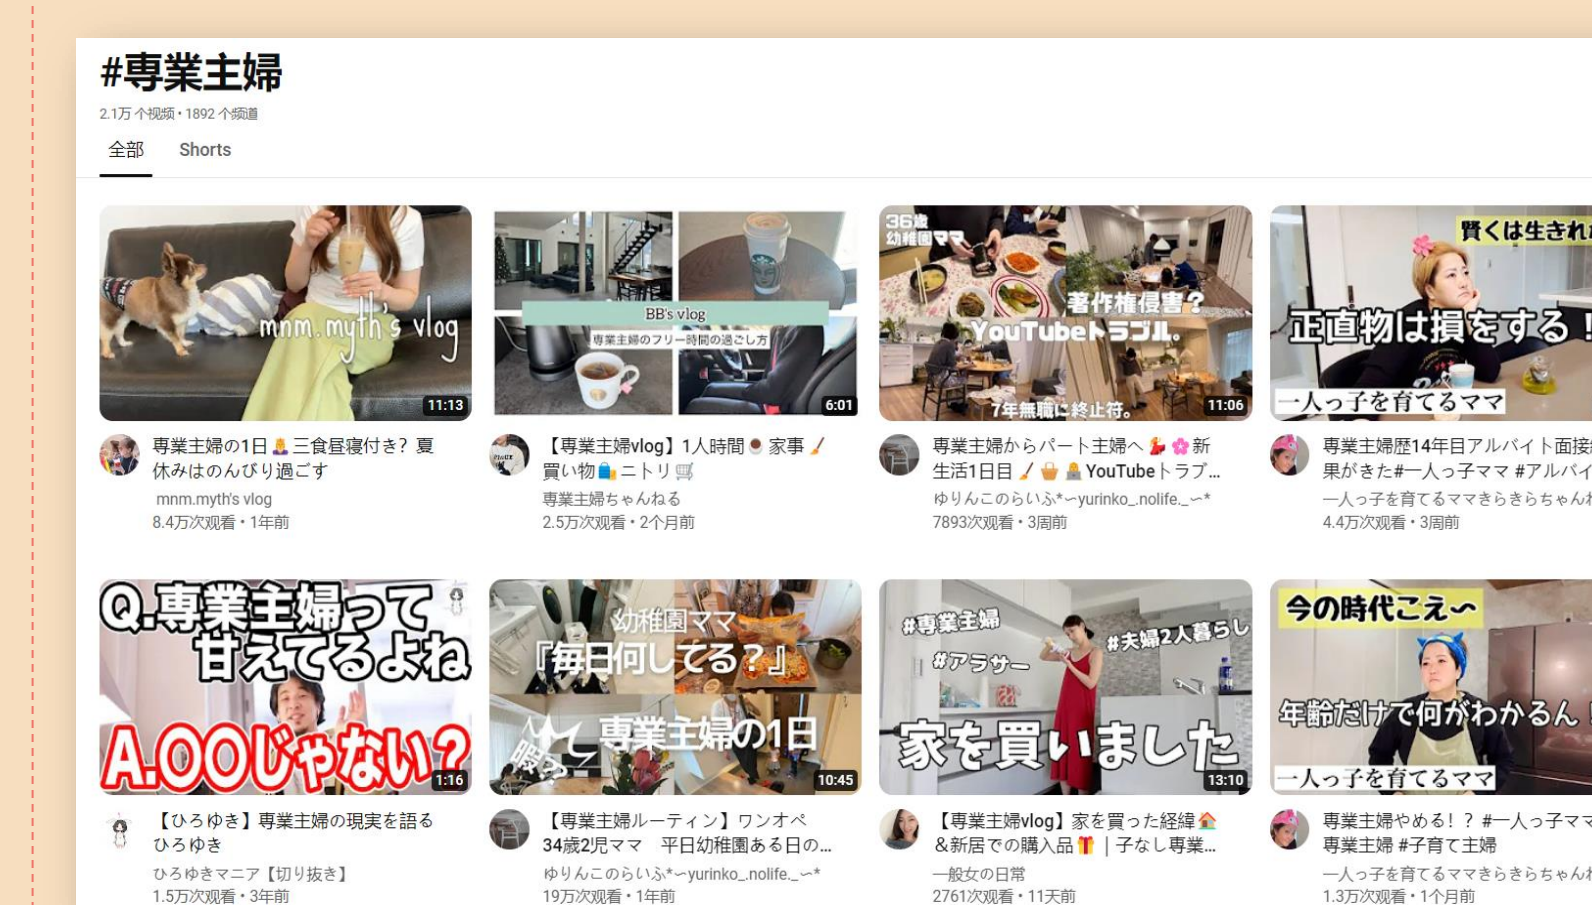 #専業主婦
2.1万 个视频 • 1892 个频道
全部
Shorts
mnm.myth's vlog
11:13
専業主婦の1日🤱三食昼寝付き？夏
休みはのんびり過ごす
mnm.myth's vlog
8.4万次观看 • 1年前
BB's vlog
専業主婦のフリー時間の過ごし方
6:01
【専業主婦vlog】1人時間☕家事🧹
買い物🛍️ニトリ🛒
専業主婦ちゃんねる
2.5万次观看 • 2个月前
36歳
幼稚園ママ
著作権侵害？
YouTubeトラブル。
7年無職に終止符。
11:06
専業主婦からパート主婦へ💃🌸新
生活1日目🧹👜👩‍💻YouTubeトラブ...
ゆりんこのらいふ*∽yurinko_.nolife._∽*
7893次观看 • 3周前
賢くは生きれ
正直物は損をする！
一人っ子を育てるママ
専業主婦歴14年目アルバイト面接
果がきた#一人っ子ママ #アルバイ
一人っ子を育てるママきらきらちゃん
4.4万次观看 • 3周前
Q.専業主婦って
甘えてるよね
A.〇〇じゃない？
1:16
【ひろゆき】専業主婦の現実を語る
ひろゆき
ひろゆきマニア【切り抜き】
1.5万次观看 • 3年前
幼稚園ママ
『毎日何してる？』
専業主婦の1日
暇？
10:45
【専業主婦ルーティン】ワンオペ
34歳2児ママ　平日幼稚園ある日の...
ゆりんこのらいふ*∽yurinko_.nolife._∽*
19万次观看 • 1年前
#専業主婦
#アラサー
#夫婦2人暮らし
家を買いました
13:10
【専業主婦vlog】家を買った経緯🏠
＆新居での購入品🎁｜子なし専業...
一般女の日常
2761次观看 • 11天前
今の時代こえ〜
年齢だけで何がわかるん
一人っ子を育てるママ
専業主婦やめる！？ #一人っ子ママ
専業主婦 #子育て主婦
一人っ子を育てるママきらきらちゃん
1.3万次观看 • 1个月前